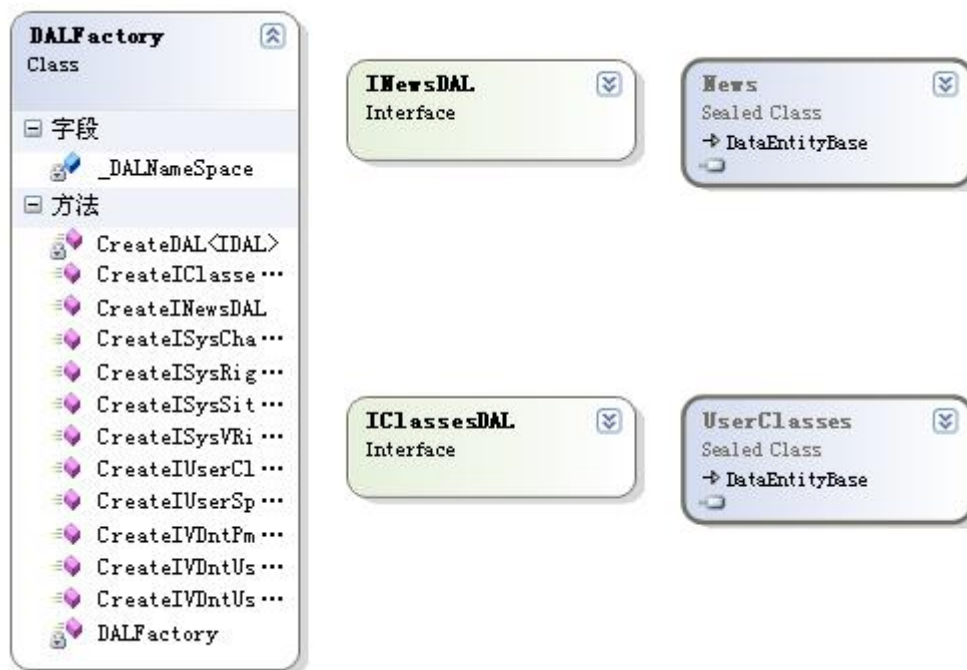 DALFactory
Class
字段
_DALNameSpace
方法
CreateDAL<IDAL>
CreateIClasse…
CreateINewsDAL
CreateISysCha…
CreateISysRig…
CreateISysSit…
CreateISysVRi…
CreateIUserCl…
CreateIUserSp…
CreateIVDntPm…
CreateIVDntUs…
CreateIVDntUs…
DALFactory
INewsDAL
Interface
News
Sealed Class
DataEntityBase
IClassesDAL
Interface
UserClasses
Sealed Class
DataEntityBase